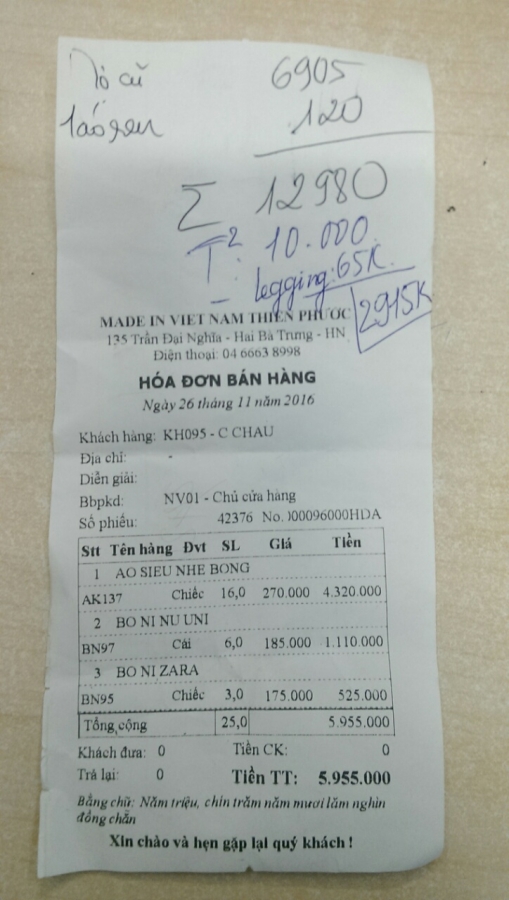 Nợ cũ 6905
120
Σ 12980
T²: 10.000.
legging: 65K
2915K
MADE IN VIET NAM THIÊN PHƯỚC
135 Trần Đại Nghĩa - Hai Bà Trưng - HN
Điện thoại: 04 6663 8998
HÓA ĐƠN BÁN HÀNG
Ngày 26 tháng 11 năm 2016
Khách hàng: KH095 - C CHAU
Địa chỉ: -
Diễn giải:
Bbpkd: NV01 - Chủ cửa hàng
Số phiếu: 42376 No. 00096000HDA
Stt Tên hàng Đvt SL Giá Tiền
1 AO SIEU NHE BONG
AK137 Chiếc 16,0 270.000 4.320.000
2 BO NI NU UNI
BN97 Cái 6,0 185.000 1.110.000
3 BO NI ZARA
BN95 Chiếc 3,0 175.000 525.000
Tổng cộng 25,0 5.955.000
Khách đưa: 0 Tiền CK: 0
Trả lại: 0 Tiền TT: 5.955.000
Bằng chữ: Năm triệu, chín trăm năm mươi lăm nghìn
đồng chẵn
Xin chào và hẹn gặp lại quý khách !